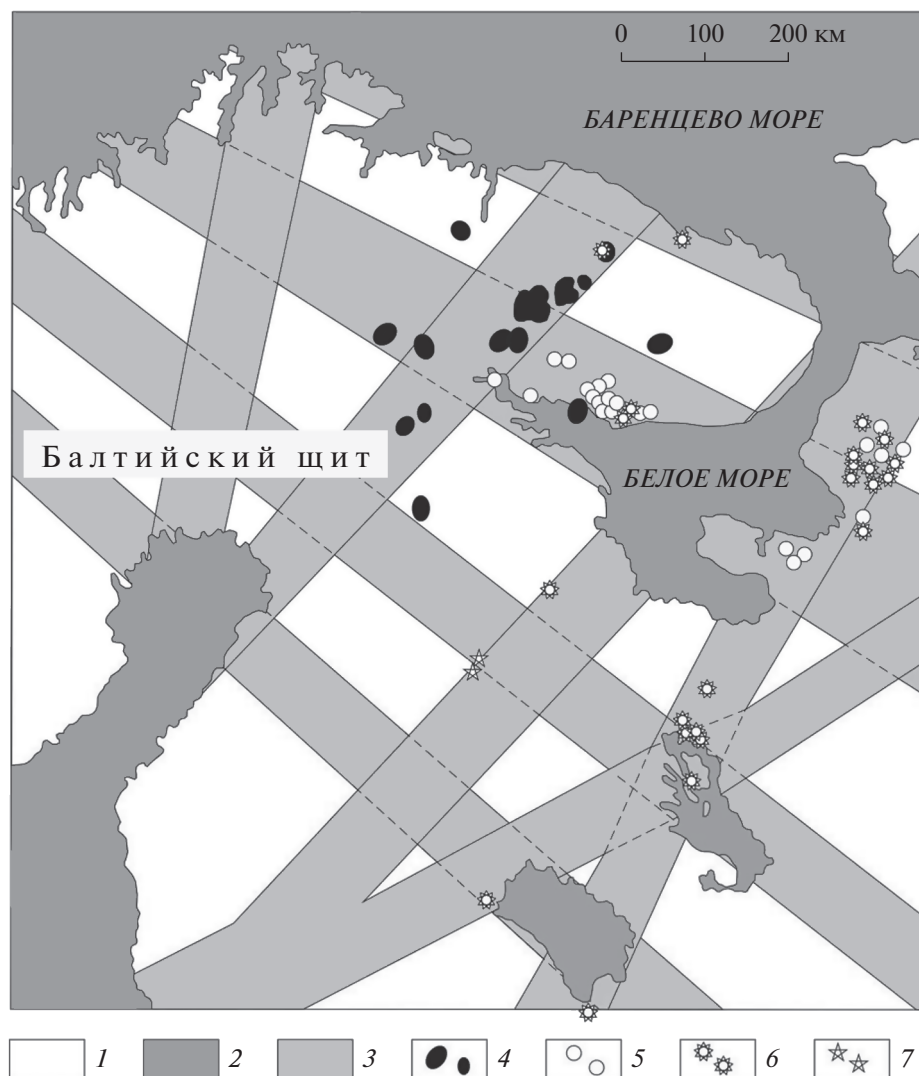 0 100 200 км
БАРЕНЦЕВО МОРЕ
Балтийский щит
БЕЛОЕ МОРЕ
1 2 3 4 5 6 7